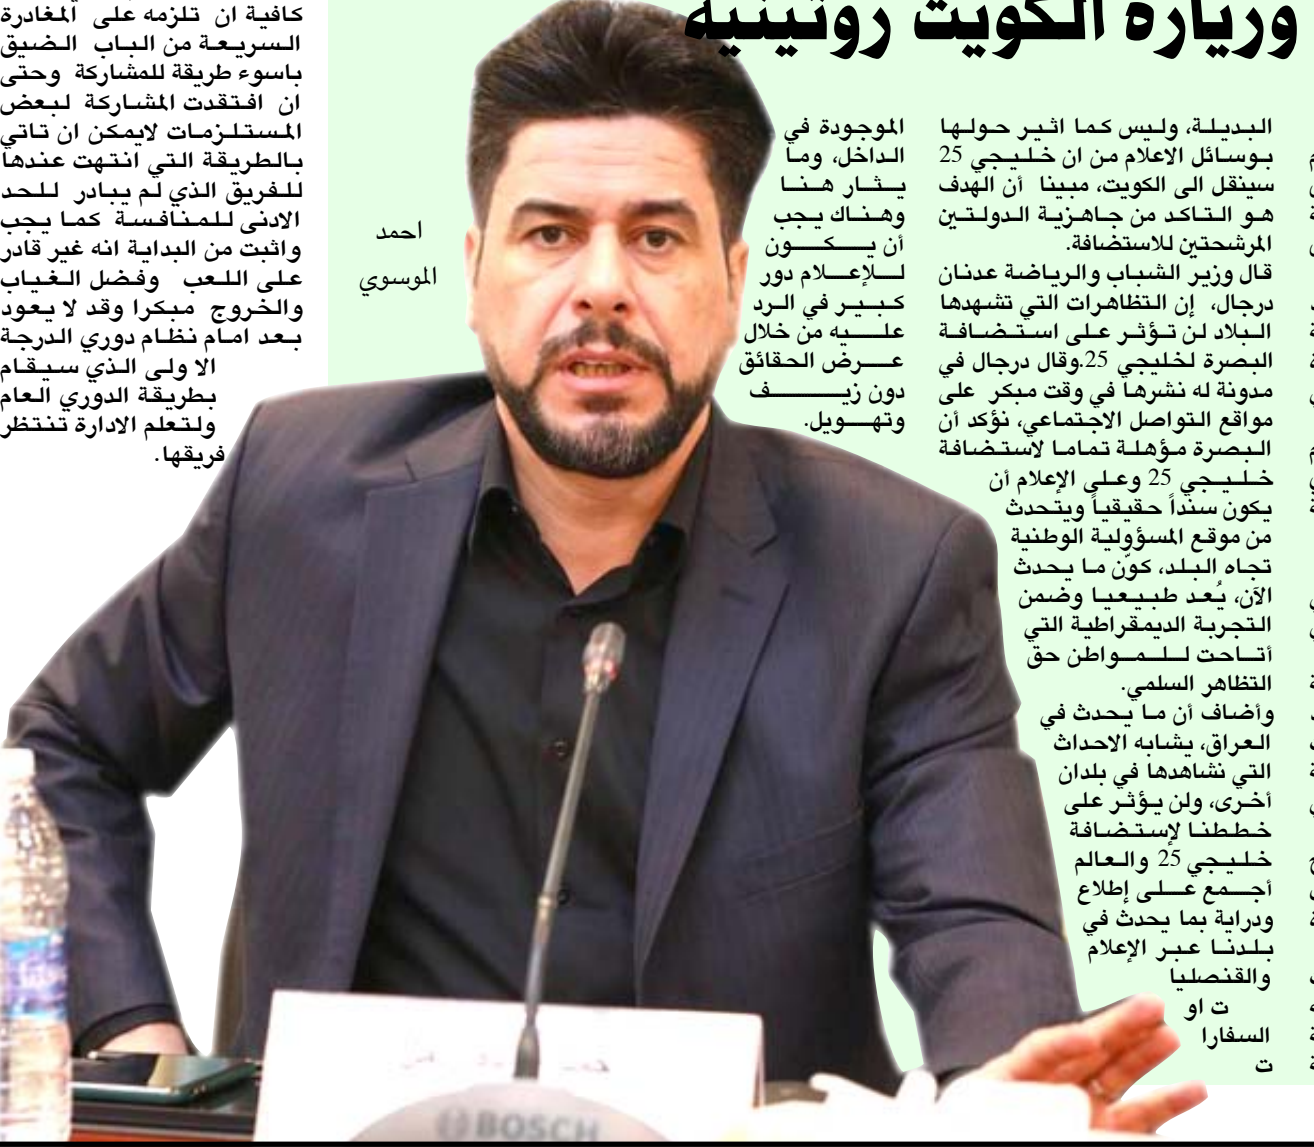 وزيارة الكويت روتينية
البديلة، وليس كما اثير حولها
بوسائل الاعلام من ان خليجي 25
سينقل الى الكويت، مبينا أن الهدف
هو التاكد من جاهزية الدولتين
المرشحتين للاستضافة.
قال وزير الشباب والرياضة عدنان
درجال، إن التظاهرات التي تشهدها
البلاد لن تؤثر على استضافة
البصرة لخليجي 25.وقال درجال في
مدونة له نشرها في وقت مبكر على
مواقع التواصل الاجتماعي، نؤكد أن
البصرة مؤهلة تماما لاستضافة
خليجي 25 وعلى الإعلام أن
يكون سنداً حقيقياً ويتحدث
من موقع المسؤولية الوطنية
تجاه البلد، كوّن ما يحدث
الآن، يُعد طبيعيا وضمن
التجربة الديمقراطية التي
أتاحت للمواطن حق
التظاهر السلمي.
وأضاف أن ما يحدث في
العراق، يشابه الاحداث
التي نشاهدها في بلدان
أخرى، ولن يؤثر على
خططنا لإستضافة
خليجي 25 والعالم
أجمع على إطلاع
ودراية بما يحدث في
بلدنا عبر الإعلام
والقنصليا
ت او
السفارا
ت
الموجودة في
الداخل، وما
يثار هنا
وهناك يجب
أن يكون
للإعلام دور
كبير في الرد
عليه من خلال
عرض الحقائق
دون زيف
وتهويل.
احمد
الموسوي
كافية ان تلزمه على المغادرة
السريعة من الباب الضيق
باسوء طريقة للمشاركة وحتى
ان افتقدت المشاركة لبعض
المستلزمات لايمكن ان تاتي
بالطريقة التي انتهت عندها
للفريق الذي لم يبادر للحد
الادنى للمنافسة كما يجب
واثبت من البداية انه غير قادر
على اللعب وفضل الغياب
والخروج مبكرا وقد لا يعود
بعد امام نظام دوري الدرجة
الا ولى الذي سيقام
بطريقة الدوري العام
ولتعلم الادارة تنتظر
فريقها.
BOSCH